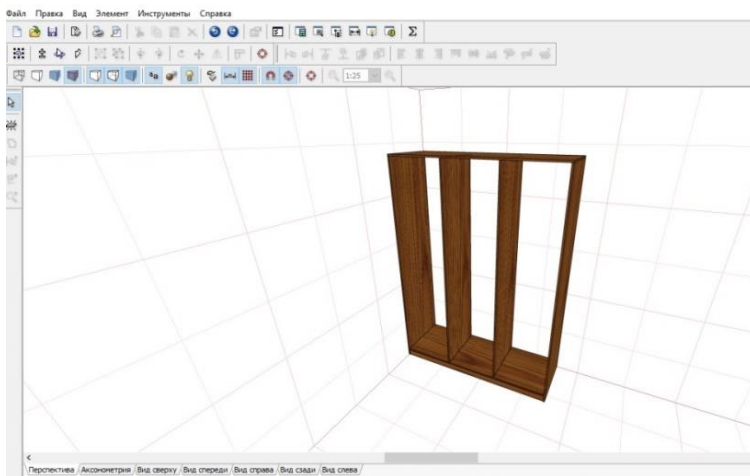 Файл Правка Вид Элемент Инструменты Справка
1:25
Перспектива Аксонометрия Вид сверху Вид спереди Вид справа Вид сзади Вид слева